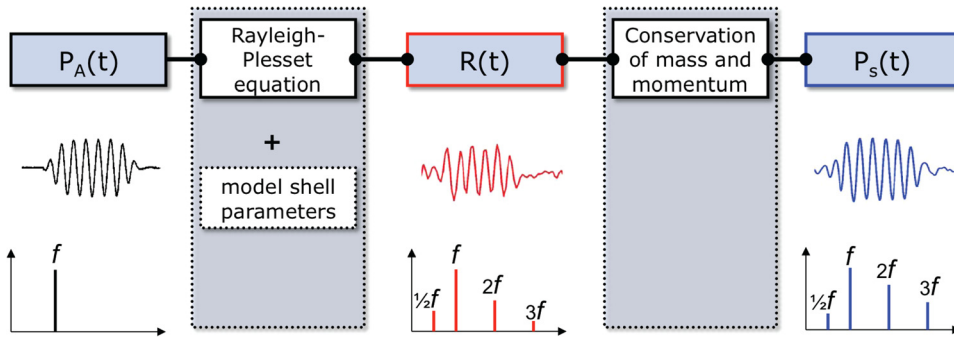 P_A(t)
Rayleigh-
Plesset
equation
R(t)
Conservation
of mass and
momentum
P_s(t)
+
model shell
parameters
f
½f
f
2f
3f
½f
f
2f
3f